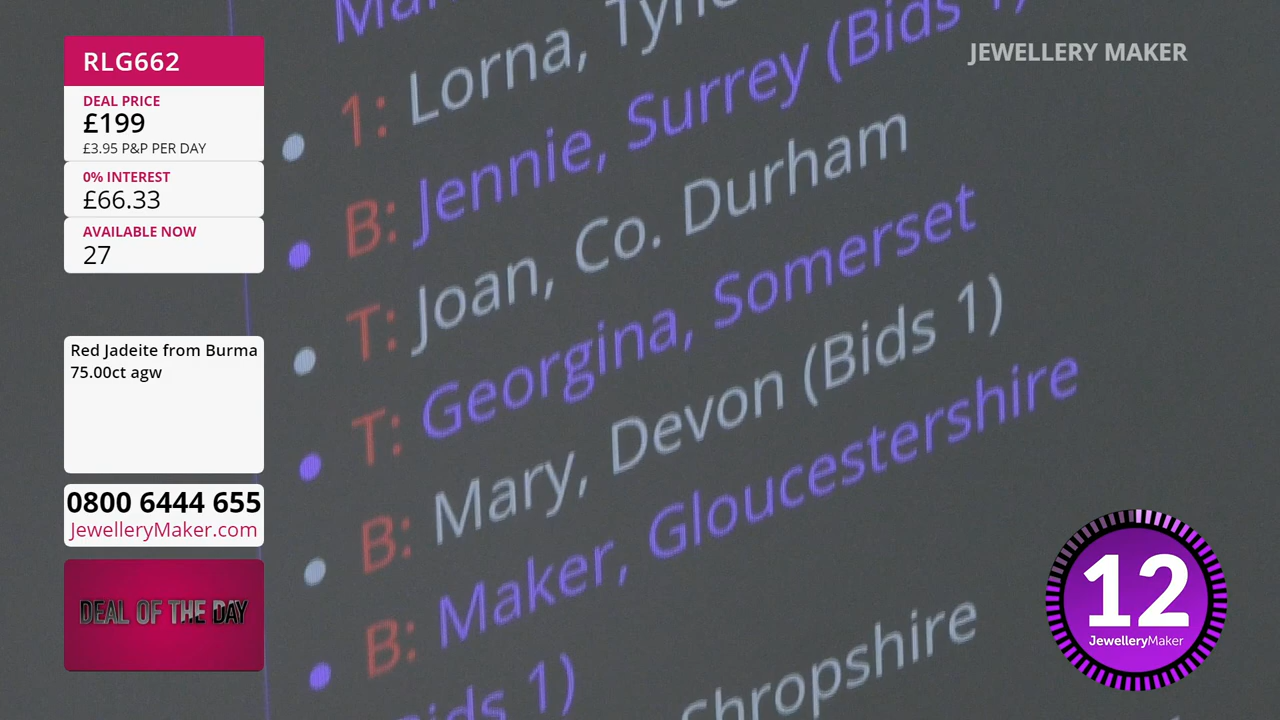 RLG662
DEAL PRICE
£199
£3.95 P&P PER DAY
0% INTEREST
£66.33
AVAILABLE NOW
27
Red Jadeite from Burma
75.00ct agw
0800 6444 655
JewelleryMaker.com
DEAL OF THE DAY
JEWELLERY MAKER
1: Lorna,
B: Jennie, Surrey (Bids 1)
T: Joan, Co. Durham
T: Georgina, Somerset
B: Mary, Devon (Bids 1)
B: Maker, Gloucestershire
Shropshire
12
JewelleryMaker